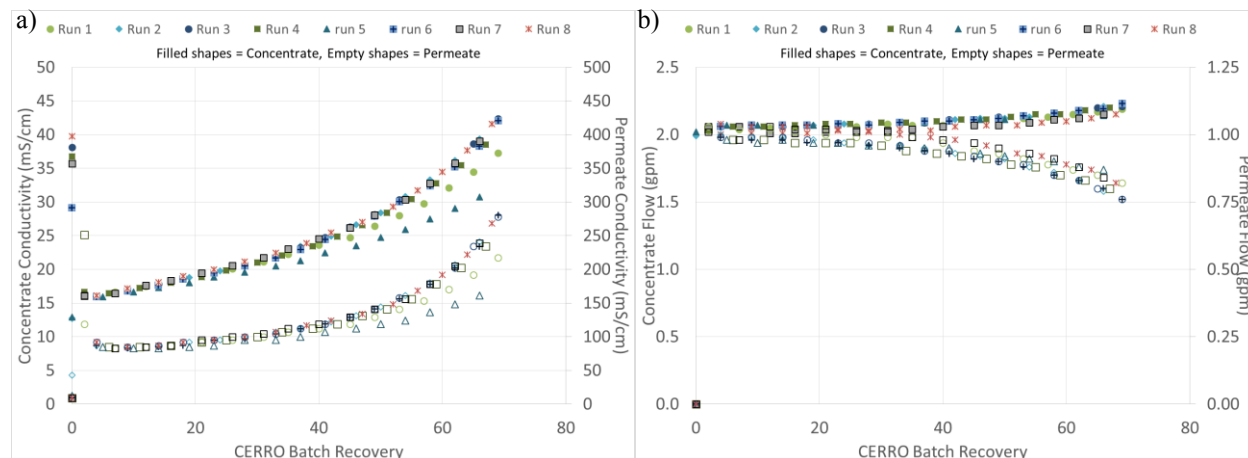 a)
Run 1 Run 2 Run 3 Run 4 run 5 run 6 Run 7 Run 8
Filled shapes = Concentrate, Empty shapes = Permeate
Concentrate Conductivity (mS/cm)
50
45
40
35
30
25
20
15
10
5
0
500
450
400
350
300
250
200
150
100
50
0
Permeate Conductivity (mS/cm)
0 20 40 60 80
CERRO Batch Recovery
b)
Run 1 Run 2 Run 3 Run 4 run 5 run 6 Run 7 Run 8
Filled shapes = Concentrate, Empty shapes = Permeate
Concentrate Flow (gpm)
2.5
2.0
1.5
1.0
0.5
0.0
1.25
1.00
0.75
0.50
0.25
0.00
Permeate Flow (gpm)
0 20 40 60 80
CERRO Batch Recovery